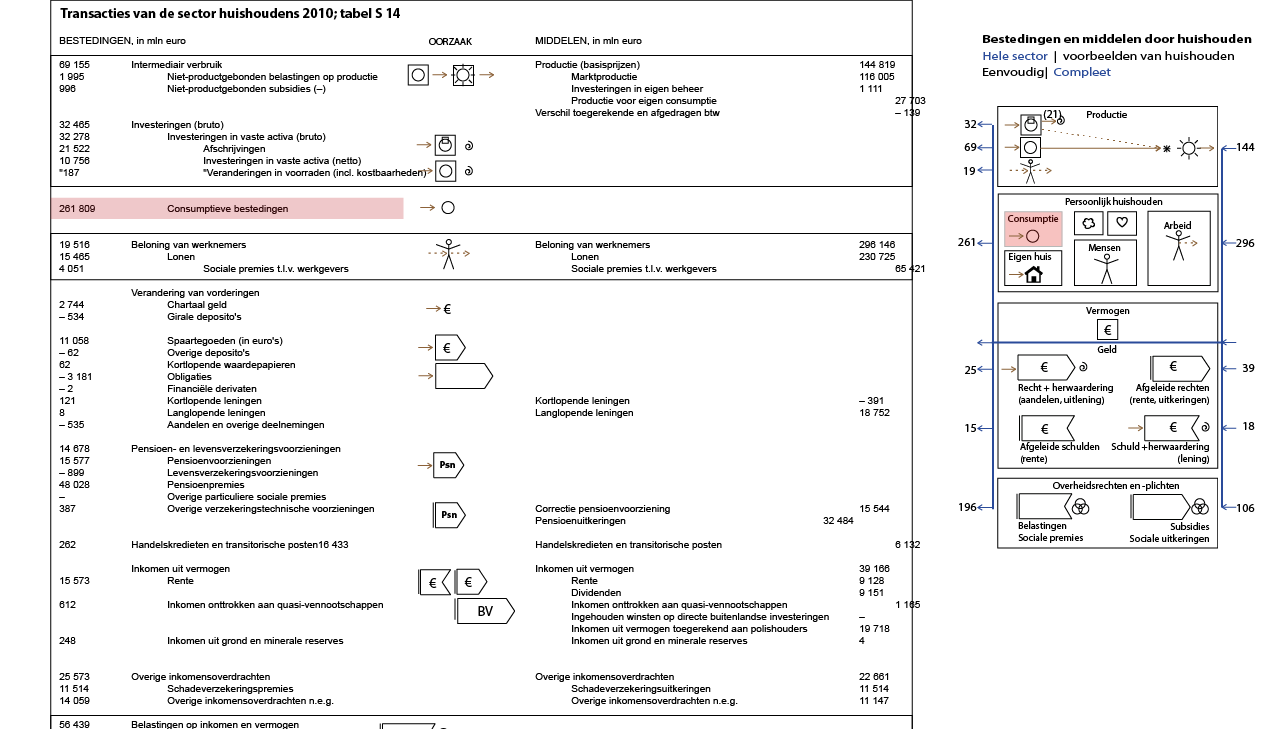 Transacties van de sector huishoudens 2010; tabel S 14
BESTEDINGEN, in mln euro OORZAAK MIDDELEN, in mln euro
69 155 Intermediair verbruik Productie (basisprijzen) 144 819
1 995 Niet-productgebonden belastingen op productie Marktproductie 116 005
996 Niet-productgebonden subsidies (–) Investeringen in eigen beheer 1 111
Productie voor eigen consumptie 27 703
Verschil toegerekende en afgedragen btw – 139
32 465 Investeringen (bruto)
32 278 Investeringen in vaste activa (bruto)
21 522 Afschrijvingen
10 756 Investeringen in vaste activa (netto)
"187 "Veranderingen in voorraden (incl. kostbaarheden)
261 809 Consumptieve bestedingen
19 516 Beloning van werknemers Beloning van werknemers 296 146
15 465 Lonen Lonen 230 725
4 051 Sociale premies t.l.v. werkgevers Sociale premies t.l.v. werkgevers 65 421
Verandering van vorderingen
2 744 Chartaal geld
– 534 Girale deposito's €
11 058 Spaartegoeden (in euro's)
– 62 Overige deposito's €
62 Kortlopende waardepapieren
– 3 181 Obligaties
– 2 Financiële derivaten
121 Kortlopende leningen Kortlopende leningen – 391
8 Langlopende leningen Langlopende leningen 18 752
– 535 Aandelen en overige deelnemingen
14 678 Pensioen- en levensverzekeringsvoorzieningen
15 577 Pensioenvoorzieningen Psn
– 899 Levensverzekeringsvoorzieningen
48 028 Pensioenpremies
– Overige particuliere sociale premies
387 Overige verzekeringstechnische voorzieningen Psn Correctie pensioenvoorziening 15 544
Pensioenuitkeringen 32 484
262 Handelskredieten en transitorische posten16 433 Handelskredieten en transitorische posten 6 132
Inkomen uit vermogen Inkomen uit vermogen 39 166
15 573 Rente € € Rente 9 128
Dividenden 9 151
612 Inkomen onttrokken aan quasi-vennootschappen BV Inkomen onttrokken aan quasi-vennootschappen 1 165
Ingehouden winsten op directe buitenlandse investeringen –
Inkomen uit vermogen toegerekend aan polishouders 19 718
248 Inkomen uit grond en minerale reserves Inkomen uit grond en minerale reserves 4
25 573 Overige inkomensoverdrachten Overige inkomensoverdrachten 22 661
11 514 Schadeverzekeringspremies Schadeverzekeringsuitkeringen 11 514
14 059 Overige inkomensoverdrachten n.e.g. Overige inkomensoverdrachten n.e.g. 11 147
56 439 Belastingen op inkomen en vermogen
Bestedingen en middelen door huishouden
Hele sector | voorbeelden van huishouden
Eenvoudig| Compleet
(21) Productie
32
69 144
19
Persoonlijk huishouden
Consumptie
Arbeid
261 Mensen 296
Eigen huis
Vermogen
€
Geld
25 € € 39
Recht + herwaardering Afgeleide rechten
(aandelen, uitlening) (rente, uitkeringen)
15 € € 18
Afgeleide schulden Schuld +herwaardering
(rente) (lening)
Overheidsrechten en -plichten
196 106
Belastingen Subsidies
Sociale premies Sociale uitkeringen